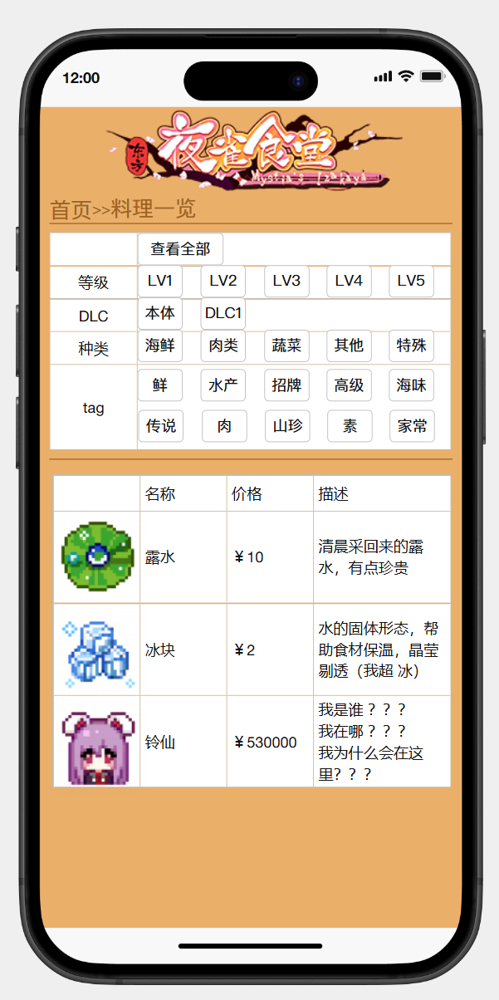 12:00
东方
夜雀食堂
Mystia's Izakaya
首页>>料理一览
查看全部
等级 LV1 LV2 LV3 LV4 LV5
DLC 本体 DLC1
种类 海鲜 肉类 蔬菜 其他 特殊
tag
鲜 水产 招牌 高级 海味
传说 肉 山珍 素 家常
名称 价格 描述
露水 ￥10
清晨采回来的露
水，有点珍贵
冰块 ￥2
水的固体形态，帮
助食材保温，晶莹
剔透（我超 冰）
铃仙 ￥530000
我是谁？？？
我在哪？？？
我为什么会在这
里？？？